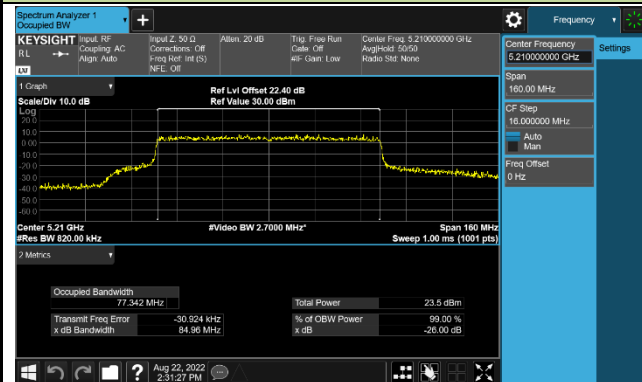 Spectrum Analyzer 1
Occupied BW
Frequency
KEYSIGHT
Input: RF
Input Z: 50 Ω
Atten: 20 dB
Trig: Free Run
Center Freq: 5.210000000 GHz
RL
Coupling: AC
Corrections: Off
Gate: Off
Avg|Hold: 50/50
Align: Auto
Freq Ref: Int (S)
#IF Gain: Low
Radio Std: None
LXI
NFE: Off
Center Frequency
5.210000000 GHz
Settings
Span
160.00 MHz
CF Step
16.000000 MHz
Auto
Man
Freq Offset
0 Hz
1 Graph
Ref Lvl Offset 22.40 dB
Scale/Div 10.0 dB
Ref Value 30.00 dBm
Log
20.0
10.0
0.00
-10.0
-20.0
-30.0
-40.0
-50.0
-60.0
Center 5.21 GHz
#Video BW 2.7000 MHz*
Span 160 MHz
#Res BW 820.00 kHz
Sweep 1.00 ms (1001 pts)
2 Metrics
Occupied Bandwidth
77.342 MHz
Total Power
23.5 dBm
Transmit Freq Error
-30.924 kHz
% of OBW Power
99.00 %
x dB Bandwidth
84.96 MHz
x dB
-26.00 dB
Aug 22, 2022
2:31:27 PM